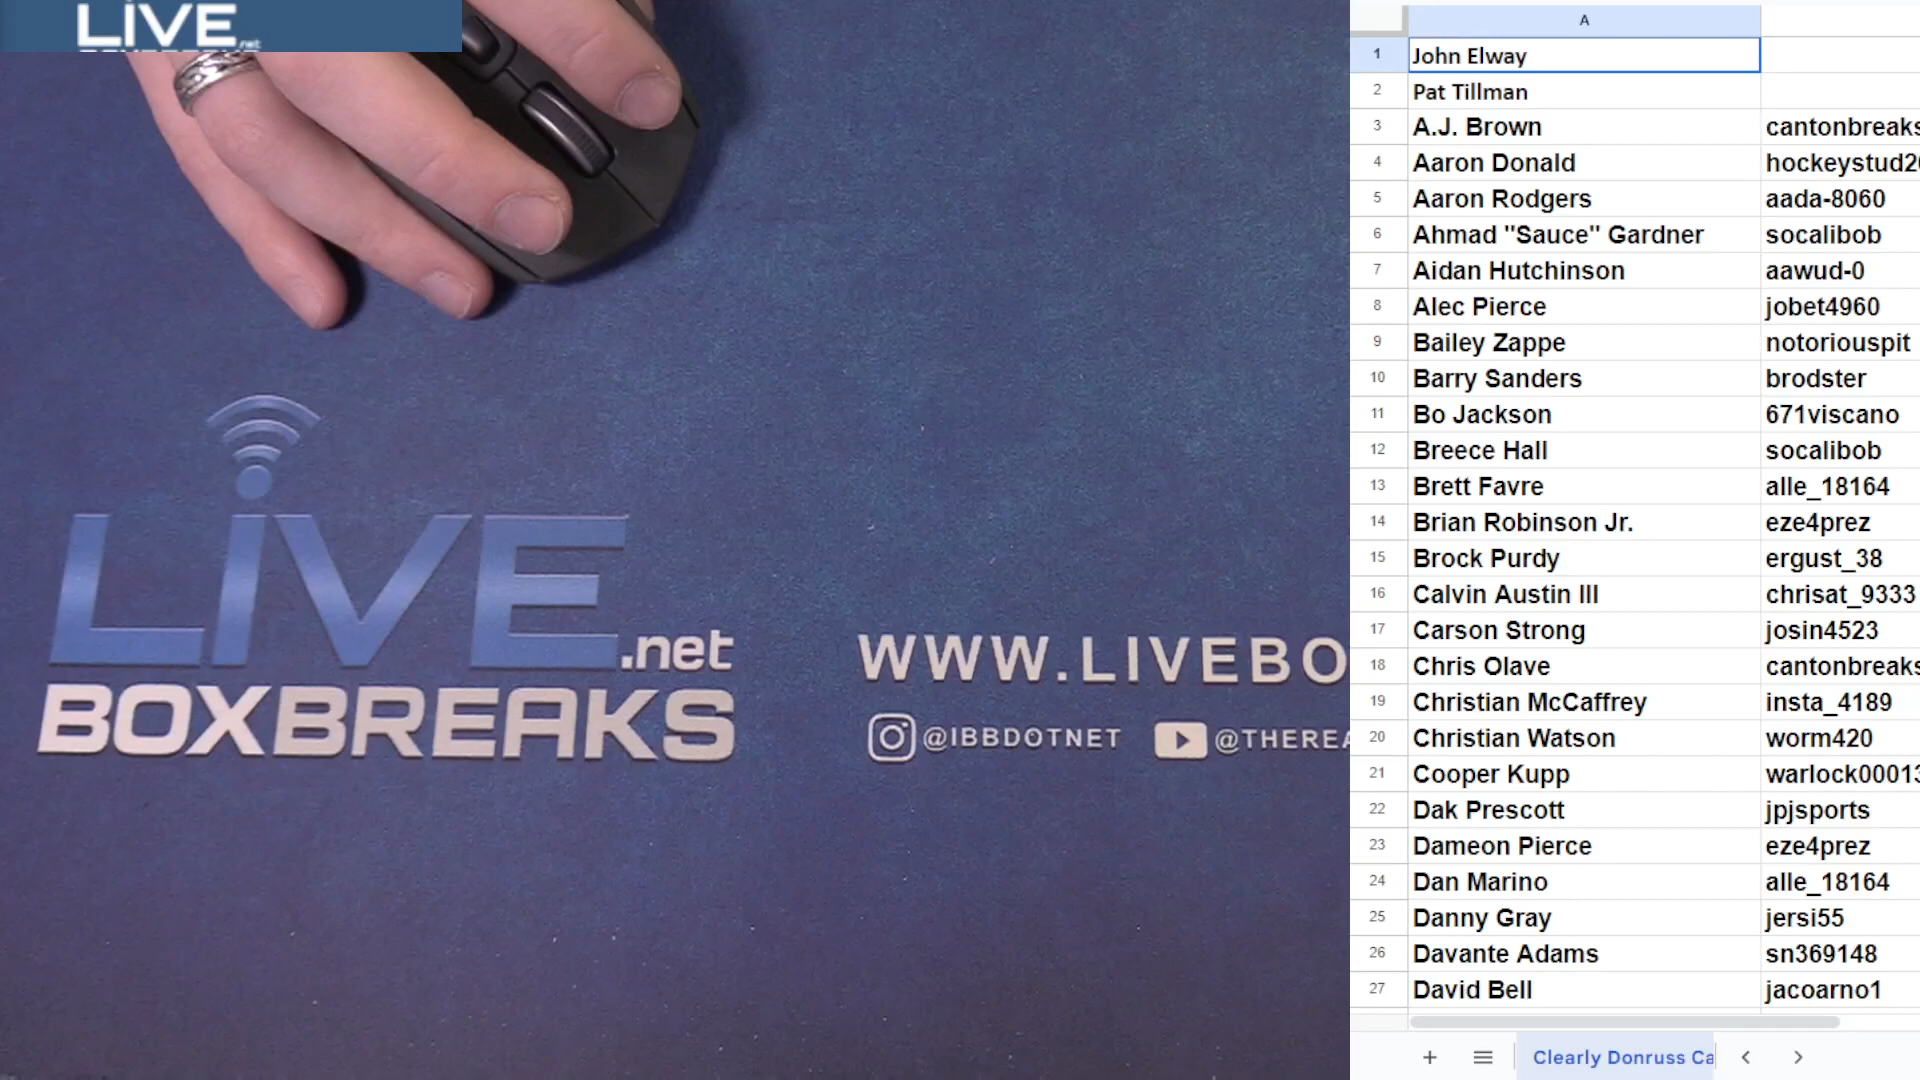 LiVE.net
LiVE.net
BOXBREAKS
WWW.LIVEBO
@IBBDOTNET
@THEREA
A
1 John Elway
2 Pat Tillman
3 A.J. Brown cantonbreaks
4 Aaron Donald hockeystud20
5 Aaron Rodgers aada-8060
6 Ahmad "Sauce" Gardner socalibob
7 Aidan Hutchinson aawud-0
8 Alec Pierce jobet4960
9 Bailey Zappe notoriouspit
10 Barry Sanders brodster
11 Bo Jackson 671viscano
12 Breece Hall socalibob
13 Brett Favre alle_18164
14 Brian Robinson Jr. eze4prez
15 Brock Purdy ergust_38
16 Calvin Austin III chrisat_9333
17 Carson Strong josin4523
18 Chris Olave cantonbreaks
19 Christian McCaffrey insta_4189
20 Christian Watson worm420
21 Cooper Kupp warlock00013
22 Dak Prescott jpjsports
23 Dameon Pierce eze4prez
24 Dan Marino alle_18164
25 Danny Gray jersi55
26 Davante Adams sn369148
27 David Bell jacoarno1
Clearly Donruss Ca